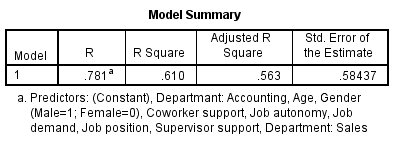 Model Summary
Adjusted R Std. Error of
Model R R Square Square the Estimate
1 .781a .610 .563 .58437
a. Predictors: (Constant), Departmant: Accounting, Age, Gender
(Male=1; Female=0), Coworker support, Job autonomy, Job
demand, Job position, Supervisor support, Department: Sales